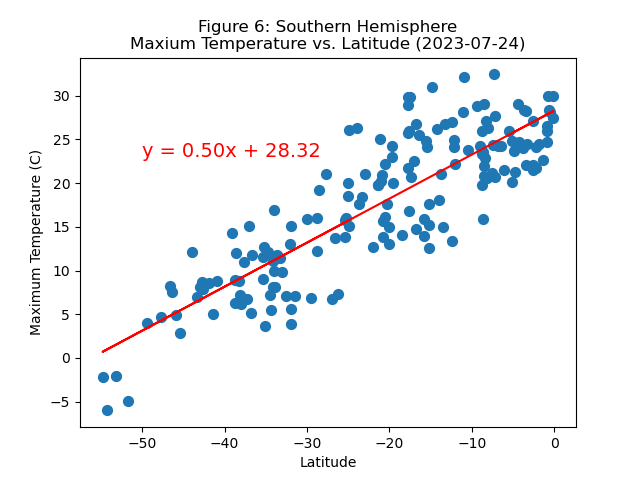 Figure 6: Southern Hemisphere
Maxium Temperature vs. Latitude (2023-07-24)
30
25
20
15
10
5
0
−5
Maximum Temperature (C)
y = 0.50x + 28.32
−50
−40
−30
−20
−10
0
Latitude